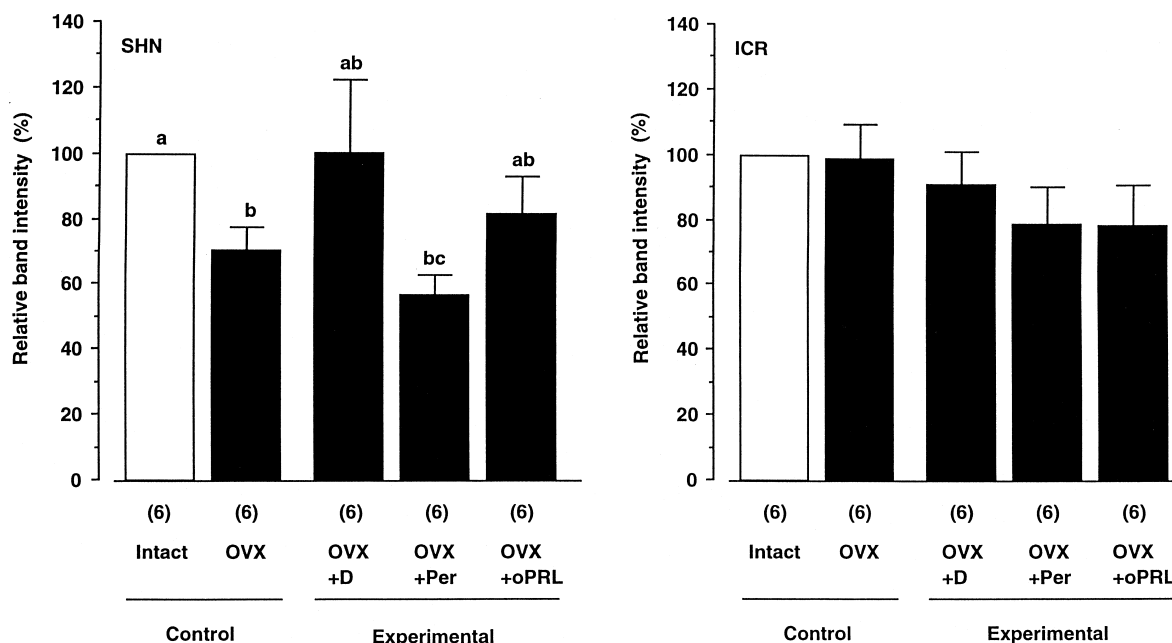 SHN
Relative band intensity (%)
140
120
100
80
60
40
20
0
a
b
ab
bc
ab
(6) (6) (6) (6) (6)
Intact OVX OVX OVX OVX
+D +Per +oPRL
Control Experimental
ICR
Relative band intensity (%)
140
120
100
80
60
40
20
0
(6) (6) (6) (6) (6)
Intact OVX OVX OVX OVX
+D +Per +oPRL
Control Experimental